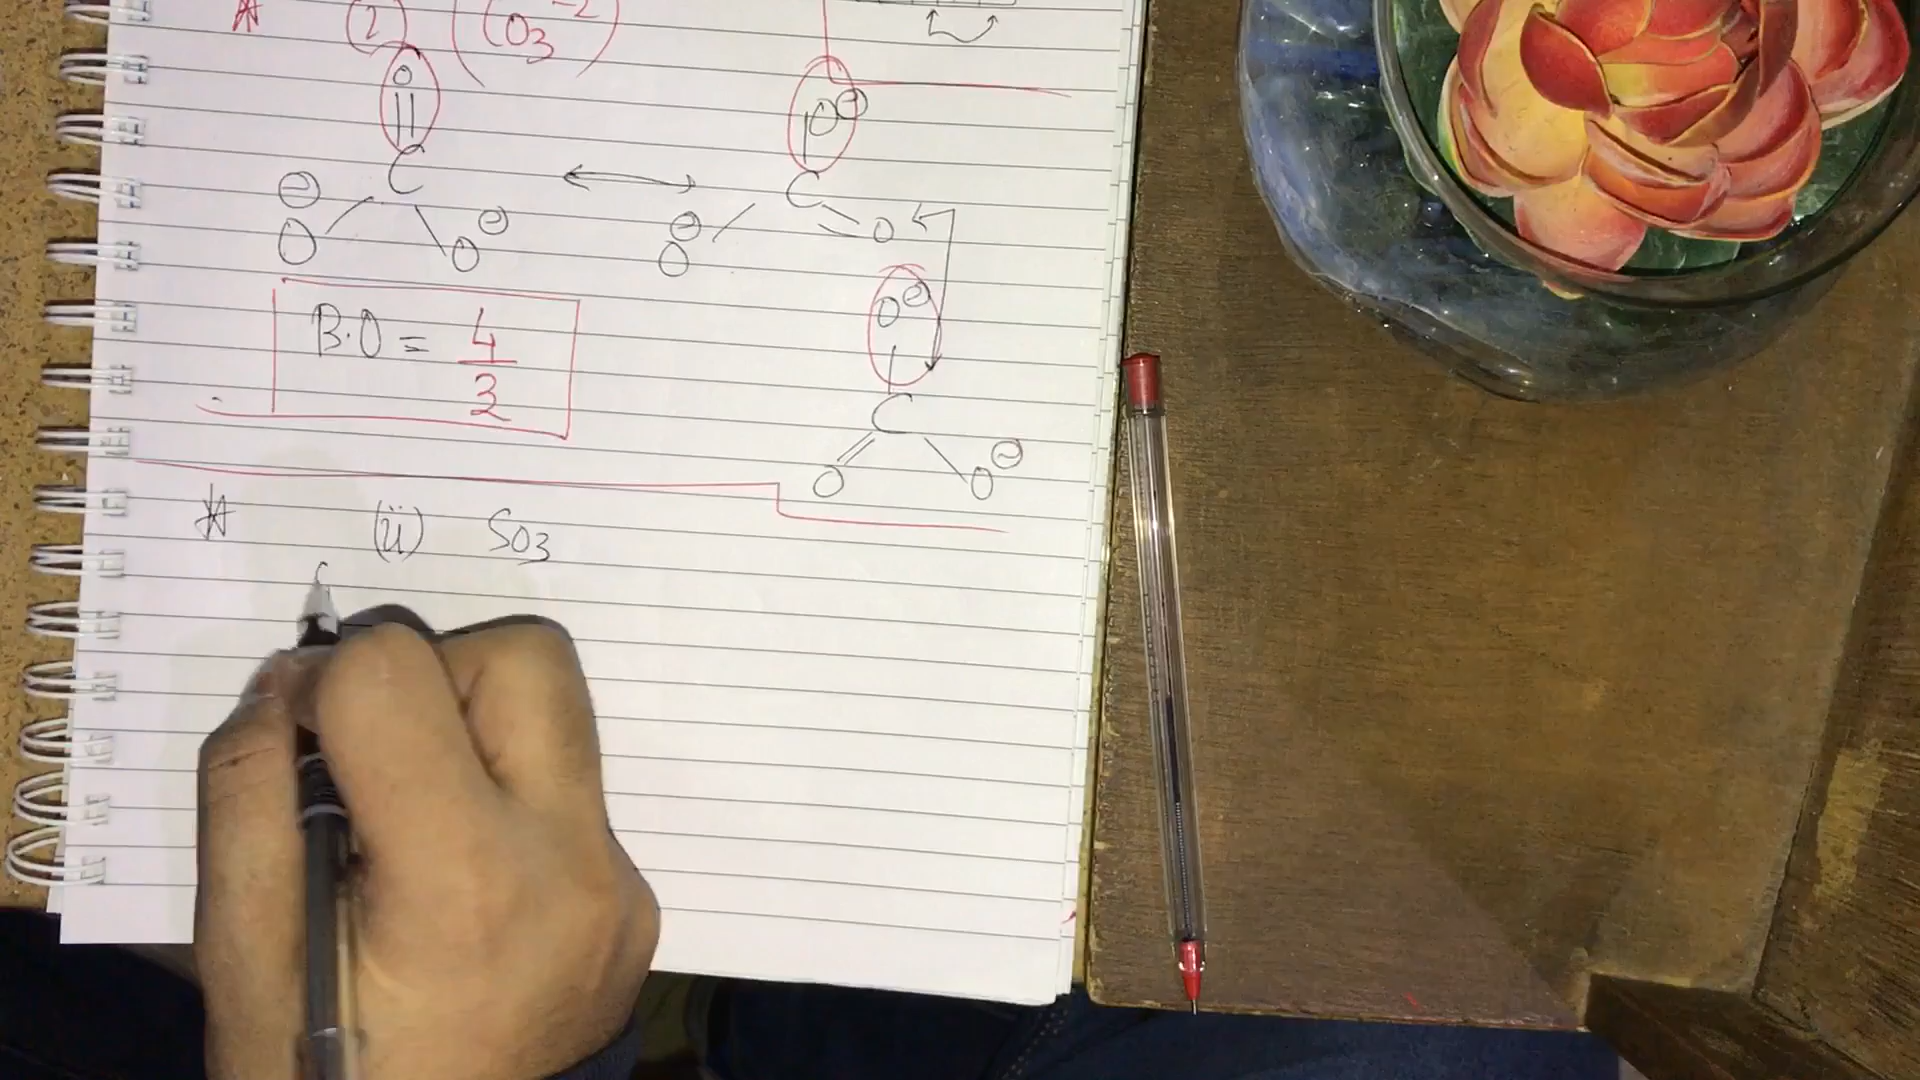 (2) (CO3-2)
O
C
⊖ O O ⊖
O ⊖
C
⊖ O O
B.O = 4/3
O ⊖
C
O O ⊖
(ii) SO3